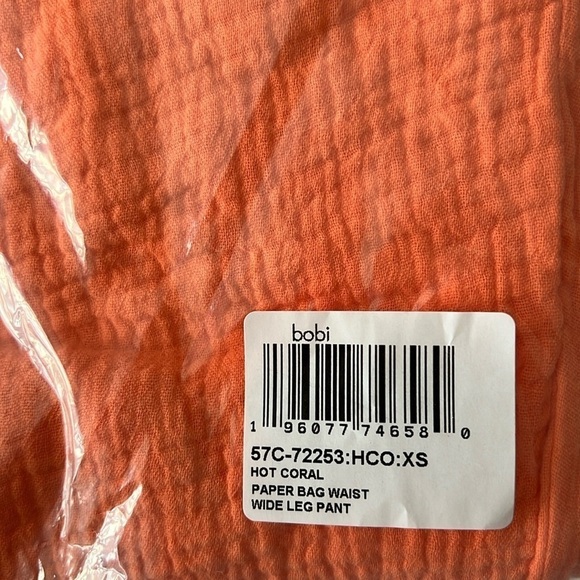 bobi
1 96077 74658 0
57C-72253:HCO:XS
HOT CORAL
PAPER BAG WAIST
WIDE LEG PANT